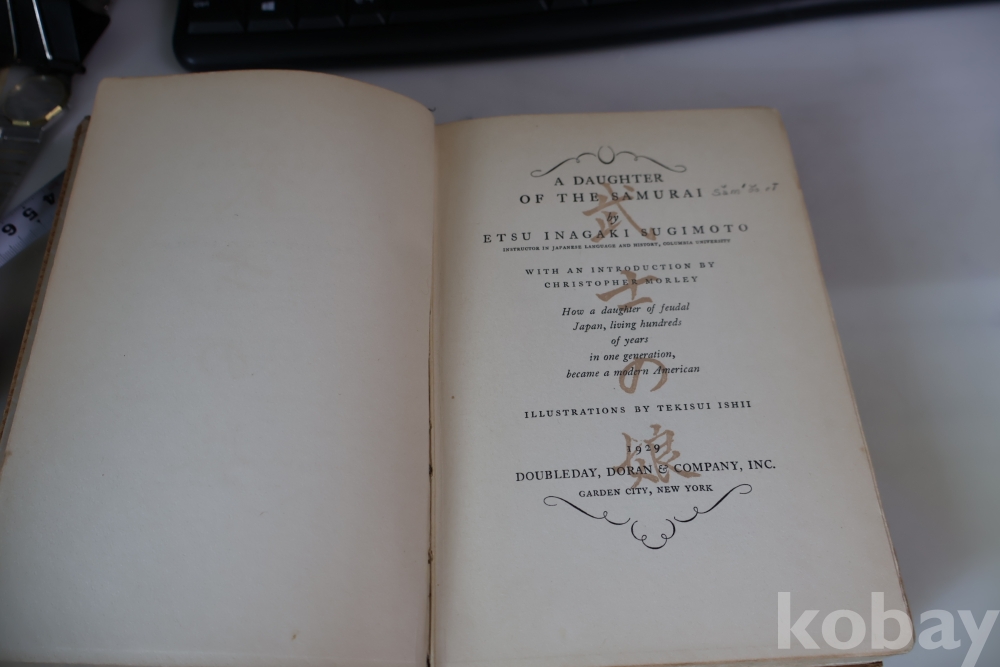 A DAUGHTER
OF THE SAMURAI
by
ETSU INAGAKI SUGIMOTO
INSTRUCTOR IN JAPANESE LANGUAGE AND HISTORY, COLUMBIA UNIVERSITY
WITH AN INTRODUCTION BY
CHRISTOPHER MORLEY
How a daughter of feudal
Japan, living hundreds
of years
in one generation,
became a modern American
ILLUSTRATIONS BY TEKISUI ISHII
1929
DOUBLEDAY, DORAN & COMPANY, INC.
GARDEN CITY, NEW YORK
武
士
の
娘
5
6
kobay